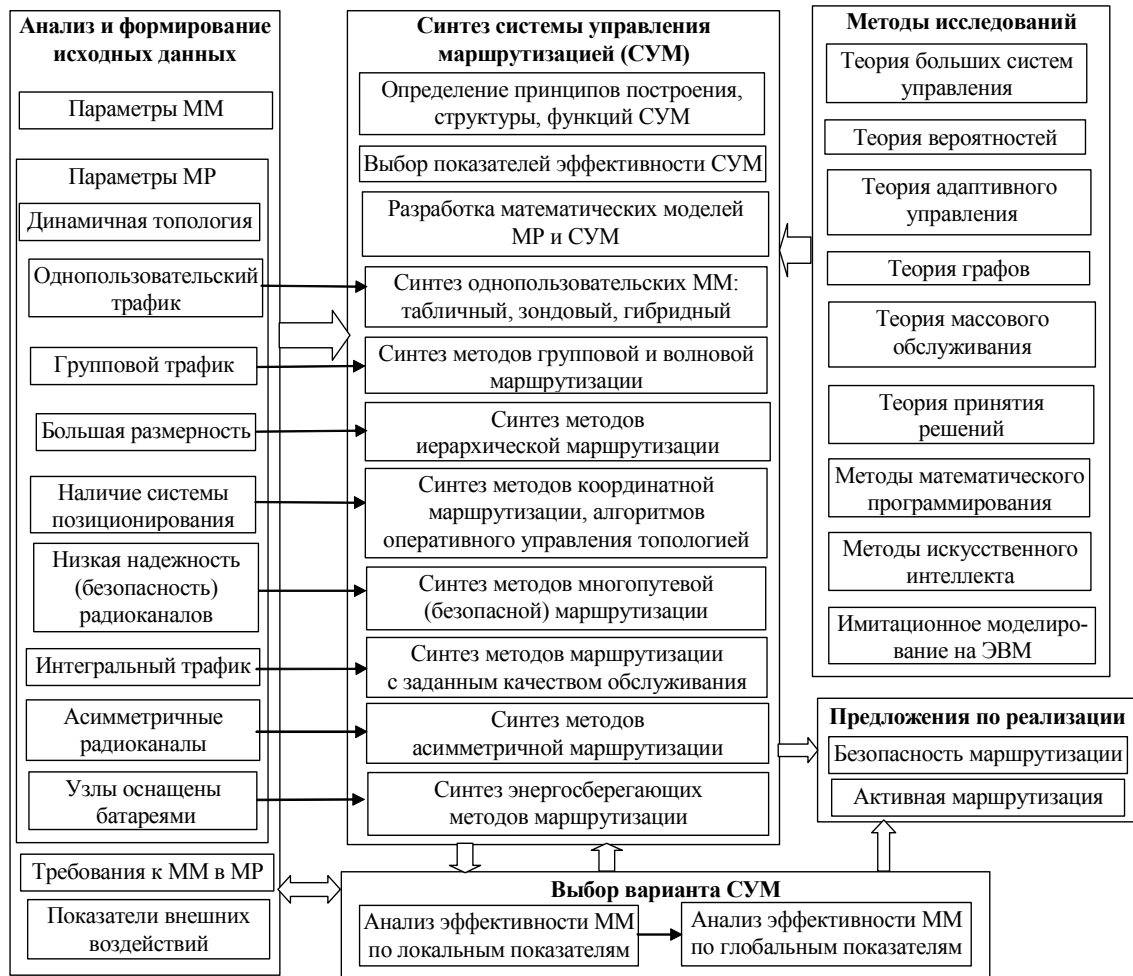 Анализ и формирование
исходных данных
Параметры ММ
Параметры МР
Динамичная топология
Однопользовательский
трафик
Групповой трафик
Большая размерность
Наличие системы
позиционирования
Низкая надежность
(безопасность)
радиоканалов
Интегральный трафик
Асимметричные
радиоканалы
Узлы оснащены
батареями
Требования к ММ в МР
Показатели внешних
воздействий
Синтез системы управления
маршрутизацией (СУМ)
Определение принципов построения,
структуры, функций СУМ
Выбор показателей эффективности СУМ
Разработка математических моделей
МР и СУМ
Синтез однопользовательских ММ:
табличный, зондовый, гибридный
Синтез методов групповой и волновой
маршрутизации
Синтез методов
иерархической маршрутизации
Синтез методов координатной
маршрутизации, алгоритмов
оперативного управления топологией
Синтез методов многопутевой
(безопасной) маршрутизации
Синтез методов маршрутизации
с заданным качеством обслуживания
Синтез методов
асимметричной маршрутизации
Синтез энергосберегающих
методов маршрутизации
Выбор варианта СУМ
Анализ эффективности ММ
по локальным показателям
Анализ эффективности ММ
по глобальным показателям
Методы исследований
Теория больших систем
управления
Теория вероятностей
Теория адаптивного
управления
Теория графов
Теория массового
обслуживания
Теория принятия
решений
Методы математического
программирования
Методы искусственного
интеллекта
Имитационное моделиро-
вание на ЭВМ
Предложения по реализации
Безопасность маршрутизации
Активная маршрутизация